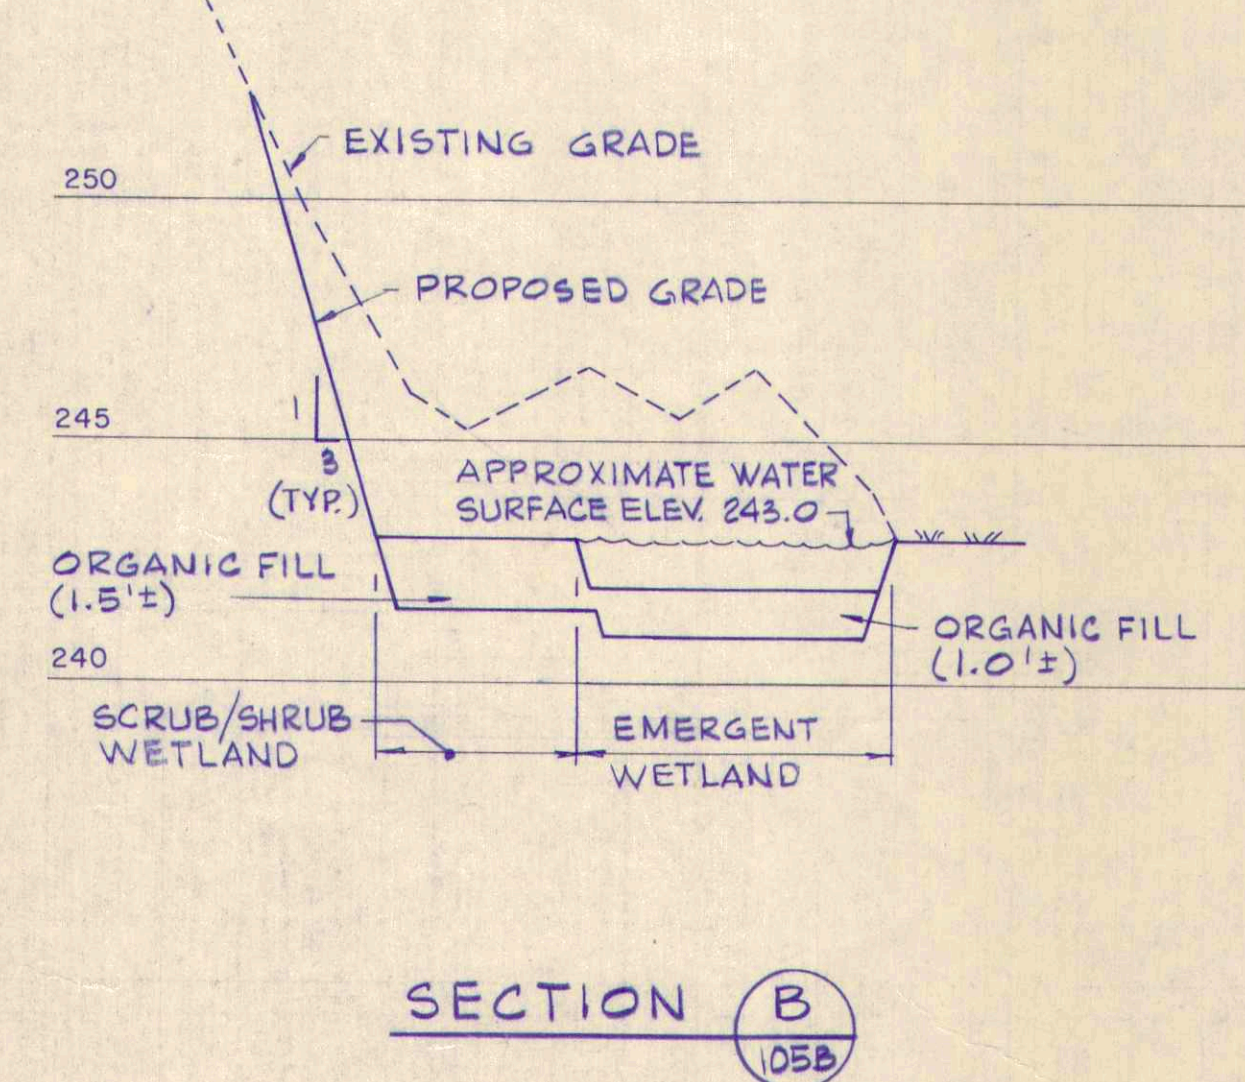 EXISTING GRADE
250
PROPOSED GRADE
1
245
3
(TYP.)
APPROXIMATE WATER
SURFACE ELEV. 243.0
ORGANIC FILL
(1.5'±)
ORGANIC FILL
(1.0'±)
240
SCRUB/SHRUB
WETLAND
EMERGENT
WETLAND
SECTION B
105B